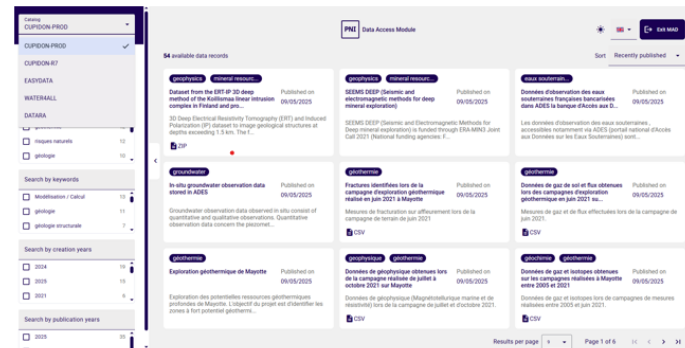 Catalog
CUPIDON-PROD
CUPIDON-PROD
CUPIDON-R7
EASYDATA
WATER4ALL
DATARA
risques naturels 12
géologie 10
Search by keywords
Modélisation / Calcul 13
géologie 11
géologie structurale 7
Search by creation years
2024 19
2025 15
2021 6
Search by publication years
2025 35
PNI Data Access Module
Exit MAD
54 available data records
Sort Recently published
geophysics mineral resourc...
Dataset from the ERT-IP 3D deep
method of the Koillismaa linear intrusion
complex in Finland and pro...
Published on
09/05/2025
3D Deep Electrical Resistivity Tomography (ERT) and Induced
Polarization (IP) dataset to image geological structures at
depths exceeding 1.5 km. The f...
ZIP
geophysics mineral resourc...
SEEMS DEEP (Seismic and
electromagnetic methods for deep
mineral exploration)
Published on
09/05/2025
SEEMS DEEP (Seismic and Electromagnetic Methods for
Deep mineral exploration) is funded through ERA-MIN3 Joint
Call 2021 (National funding agencies: F...
eaux souterrain...
Données d'observation des eaux
souterraines françaises bancarisées
dans ADES la banque d'Accès aux D...
Published on
09/05/2025
Les données d'observation des eaux souterraines ,
accessibles notamment via ADES (portail national d'Accès
aux Données sur les Eaux Souterraines) sont...
groundwater
In-situ groundwater observation data
stored in ADES
Published on
09/05/2025
Groundwater observation data observed in situ consist of
quantitative and qualitative observations. Quantitative
observation data concern the piezomet...
géothermie
Fractures identifiées lors de la
campagne d'exploration géothermique
réalisé en juin 2021 à Mayotte
Published on
09/05/2025
Mesures de fracturation sur affleurement lors de la
campagne de terrain de juin 2021
CSV
géothermie
Données de gaz de sol et flux obtenues
lors des campagnes d'exploration
géothermique en juin 2021 su...
Published on
09/05/2025
Mesures de gaz et de flux effectuées lors de la campagne de
juin 2021.
CSV
géothermie
Exploration géothermique de Mayotte
Published on
09/05/2025
Exploration des potentielles ressources géothermiques
profondes de Mayotte. L'objectif du projet est d'identifier les
zones à fort potentiel géothermi...
géophysique géothermie
Données de géophysique obtenues lors
de la campagne réalisée de juillet à
octobre 2021 sur Mayotte
Published on
09/05/2025
Données de géophysique (Magnétotellurique marine et de
résistivité) lors de la campagne de juillet et d'octobre 2021.
CSV
géochimie géothermie
Données de gaz et isotopes obtenues
sur les campagnes réalisées à Mayotte
entre 2005 et 2021
Published on
09/05/2025
Données de gaz et isotopes lors de campagnes de mesures
réalisées entre 2005 et juin 2021.
CSV
Results per page
Page 1 of 6